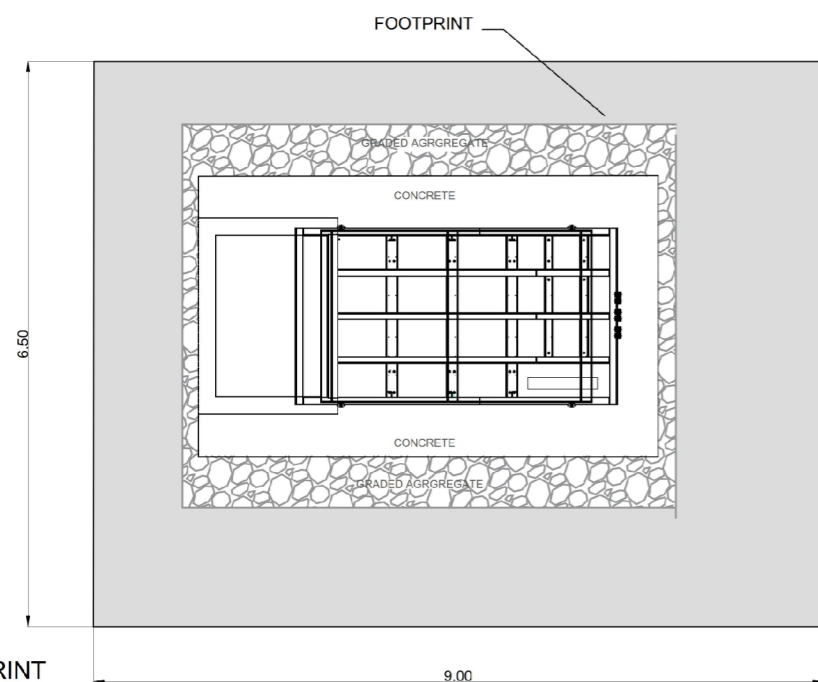 FOOTPRINT
GRADED AGRGREGATE
CONCRETE
6.50
CONCRETE
GRADED AGRGREGATE
RINT
9.00